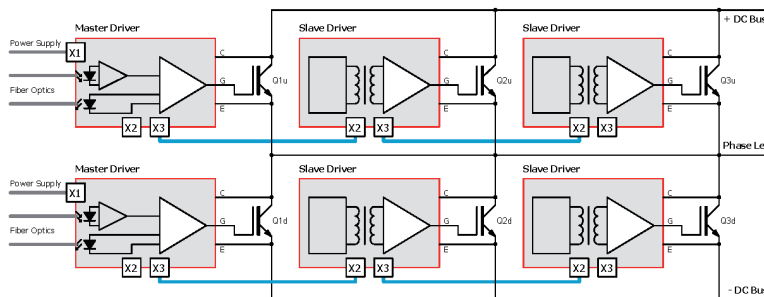 Master Driver
Slave Driver
Slave Driver
+ DC Bus
Power Supply
X1
C
C
C
G
Q1u
G
Q2u
G
Q3u
Fiber Optics
E
E
E
X2
X3
X2
X3
X2
Phase Le
Master Driver
Slave Driver
Slave Driver
Power Supply
X1
C
C
C
G
Q1d
G
Q2d
G
Q3d
Fiber Optics
E
E
E
X2
X3
X2
X3
X2
- DC Bus